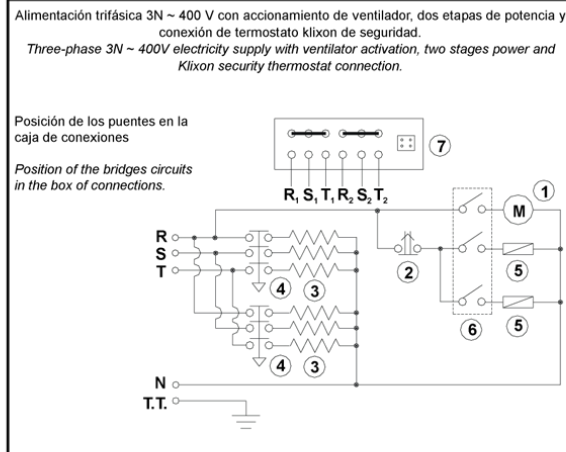 Alimentación trifásica 3N ~ 400 V con accionamiento de ventilador, dos etapas de potencia y
conexión de termostato klixon de seguridad.
Three-phase 3N ~ 400V electricity supply with ventilator activation, two stages power and
Klixon security thermostat connection.
Posición de los puentes en la
caja de conexiones
Position of the bridges circuits
in the box of connections.
7
R₁ S₁ T₁ R₂ S₂ T₂
1
M
R
S
T
2
5
4
3
6
5
4
3
N
T.T.